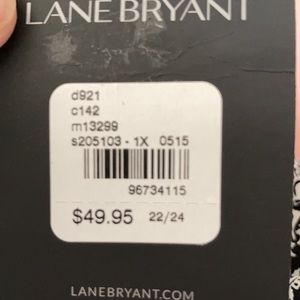 LANE BRYANT
d921
c142
m13299
s205103 - 1X 0515
96734115
$49.95 22/24
LANEBRYANT.COM